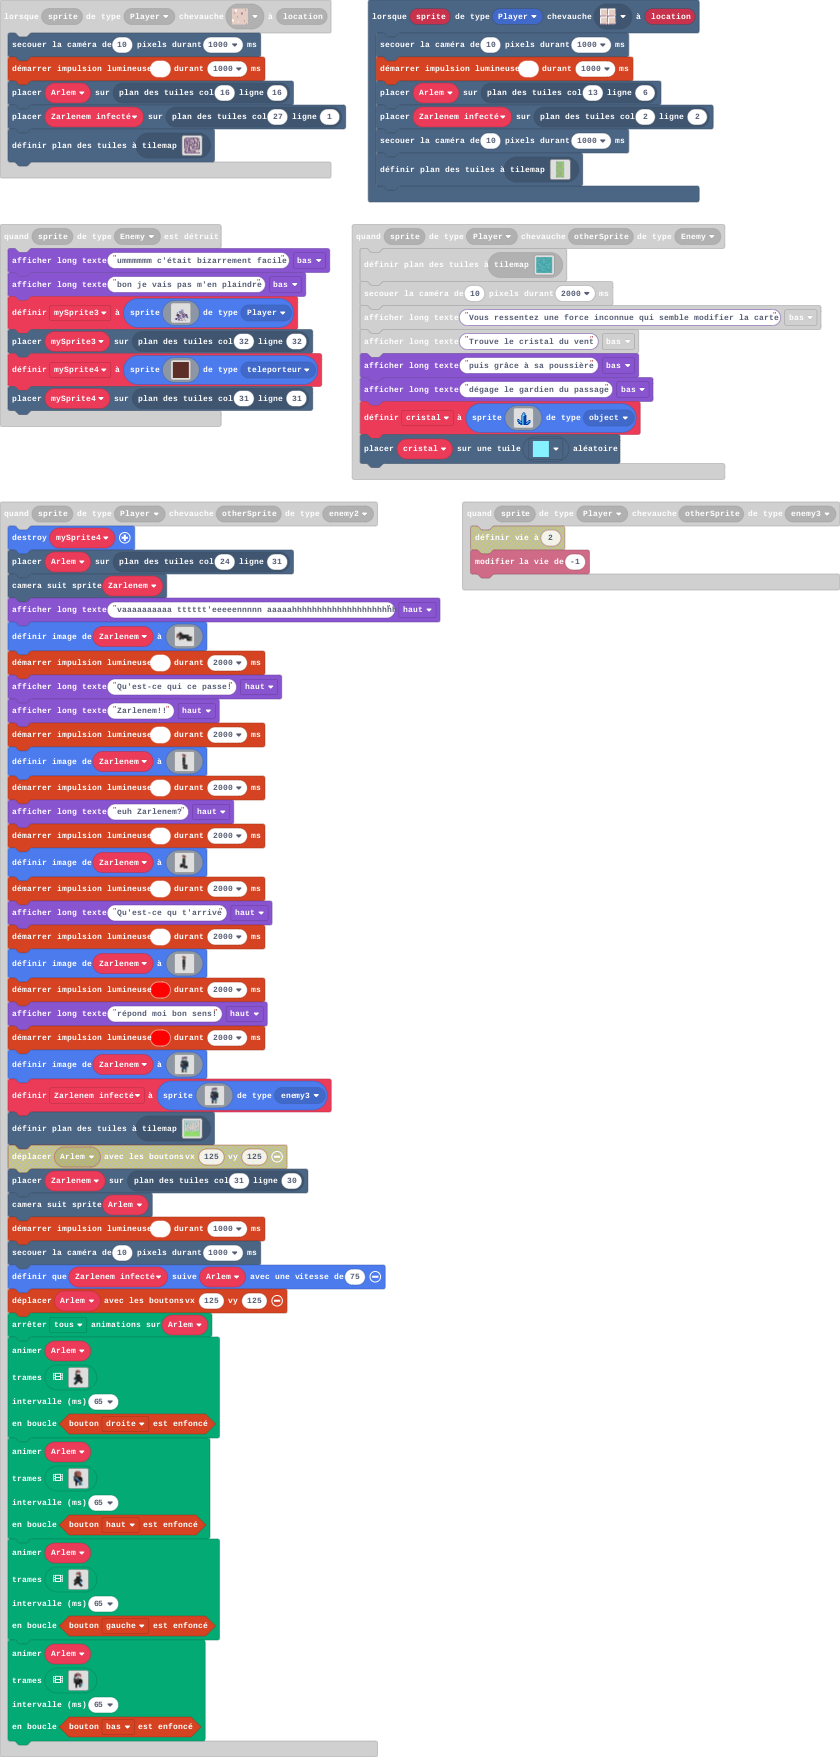 lorsque sprite de type Player chevauche à location
secouer la caméra de 10 pixels durant 1000 ms
démarrer impulsion lumineuse durant 1000 ms
placer Arlem sur plan des tuiles col 16 ligne 16
placer Zarlenem infecté sur plan des tuiles col 27 ligne 1
définir plan des tuiles à tilemap
lorsque sprite de type Player chevauche à location
secouer la caméra de 10 pixels durant 1000 ms
démarrer impulsion lumineuse durant 1000 ms
placer Arlem sur plan des tuiles col 13 ligne 6
placer Zarlenem infecté sur plan des tuiles col 2 ligne 2
secouer la caméra de 10 pixels durant 1000 ms
définir plan des tuiles à tilemap
quand sprite de type Enemy est détruit
afficher long texte "ummmmmm c'était bizarrement facile" bas
afficher long texte "bon je vais pas m'en plaindre" bas
définir mySprite3 à sprite de type Player
placer mySprite3 sur plan des tuiles col 32 ligne 32
définir mySprite4 à sprite de type teleporteur
placer mySprite4 sur plan des tuiles col 31 ligne 31
quand sprite de type Player chevauche otherSprite de type Enemy
définir plan des tuiles à tilemap
secouer la caméra de 10 pixels durant 2000 ms
afficher long texte "Vous ressentez une force inconnue qui semble modifier la carte" bas
afficher long texte "Trouve le cristal du vent" bas
afficher long texte "puis grâce à sa poussière" bas
afficher long texte "dégage le gardien du passage" bas
définir cristal à sprite de type object
placer cristal sur une tuile aléatoire
quand sprite de type Player chevauche otherSprite de type enemy2
destroy mySprite4
placer Arlem sur plan des tuiles col 24 ligne 31
camera suit sprite Zarlenem
afficher long texte haut
définir image de Zarlenem à
démarrer impulsion lumineuse durant 2000 ms
afficher long texte "Qu'est-ce qui ce passe!" haut
afficher long texte "Zarlenem!!" haut
démarrer impulsion lumineuse durant 2000 ms
définir image de Zarlenem à
démarrer impulsion lumineuse durant 2000 ms
afficher long texte "euh Zarlenem?" haut
démarrer impulsion lumineuse durant 2000 ms
définir image de Zarlenem à
démarrer impulsion lumineuse durant 2000 ms
afficher long texte "Qu'est-ce qu t'arrive" haut
démarrer impulsion lumineuse durant 2000 ms
définir image de Zarlenem à
démarrer impulsion lumineuse durant 2000 ms
afficher long texte "répond moi bon sens!" haut
démarrer impulsion lumineuse durant 2000 ms
définir image de Zarlenem à
définir Zarlenem infecté à sprite de type enemy3
définir plan des tuiles à tilemap
déplacer Arlem avec les boutons vx 125 vy 125
placer Zarlenem sur plan des tuiles col 31 ligne 30
camera suit sprite Arlem
démarrer impulsion lumineuse durant 1000 ms
secouer la caméra de 10 pixels durant 1000 ms
définir que Zarlenem infecté suive Arlem avec une vitesse de 75
déplacer Arlem avec les boutons vx 125 vy 125
arrêter tous animations sur Arlem
animer Arlem
trames
intervalle (ms) 65
en boucle bouton droite est enfoncé
animer Arlem
trames
intervalle (ms) 65
en boucle bouton haut est enfoncé
animer Arlem
trames
intervalle (ms) 65
en boucle bouton gauche est enfoncé
animer Arlem
trames
intervalle (ms) 65
en boucle bouton bas est enfoncé
quand sprite de type Player chevauche otherSprite de type enemy3
définir vie à 2
modifier la vie de -1